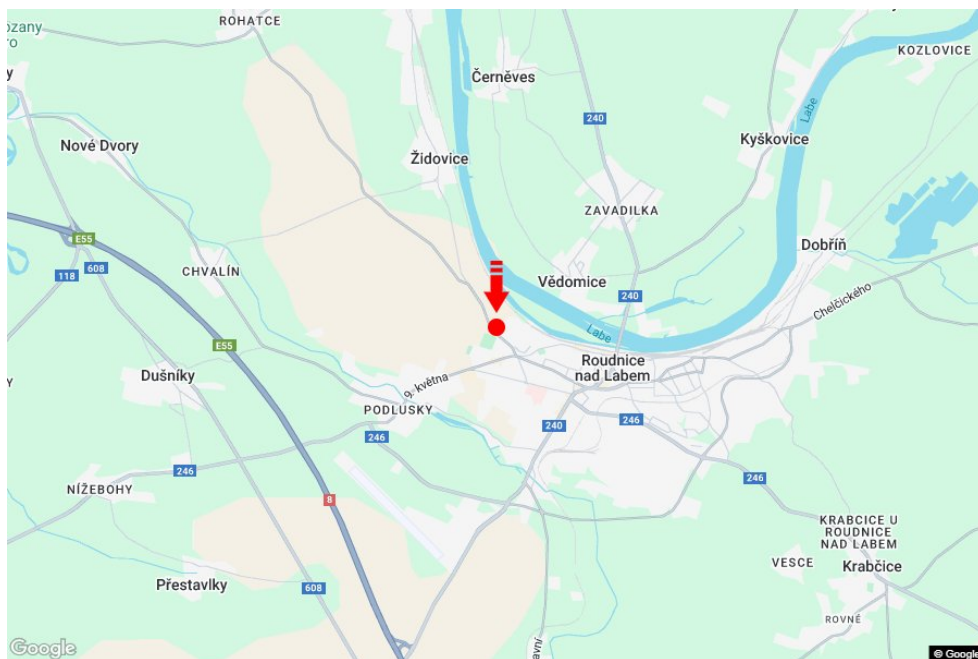 ozany
ROHATCE
KOZLOVICE
Černěves
240
Labe
Kyškovice
Nové Dvory
Židovice
ZAVADILKA
Dobříň
E55
118
608
CHVALÍN
Vědomice
240
Chelčického
Labe
E55
Roudnice
nad Labem
Dušníky
9. května
PODLUSKY
240
246
246
246
246
NÍŽEBOHY
8
KRABCICE U
ROUDNICE
NAD LABEM
VESCE
Krabčice
Přestavlky
608
ROVNÉ
Google
© Google